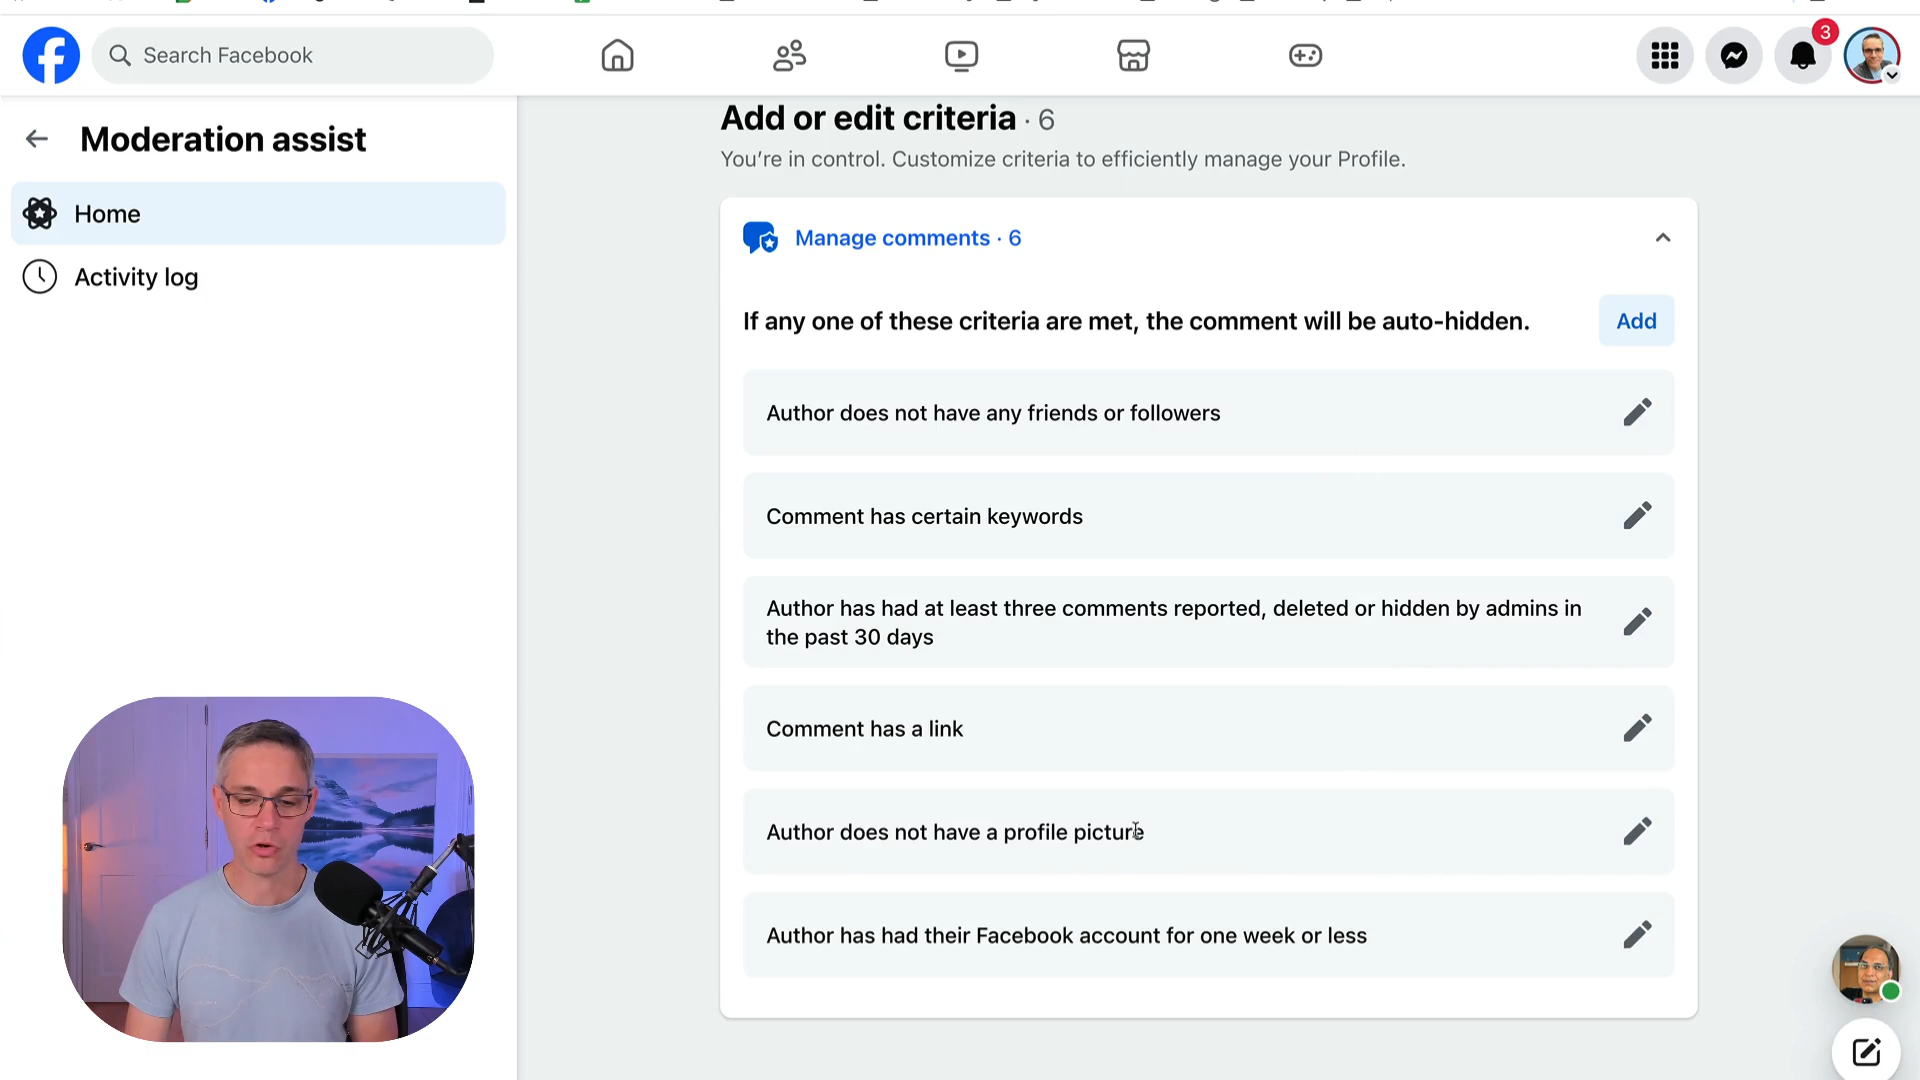 Search Facebook
3
Moderation assist
Home
Activity log
Add or edit criteria · 6
You're in control. Customize criteria to efficiently manage your Profile.
Manage comments · 6
If any one of these criteria are met, the comment will be auto-hidden.
Add
Author does not have any friends or followers
Comment has certain keywords
Author has had at least three comments reported, deleted or hidden by admins in
the past 30 days
Comment has a link
Author does not have a profile picture
Author has had their Facebook account for one week or less